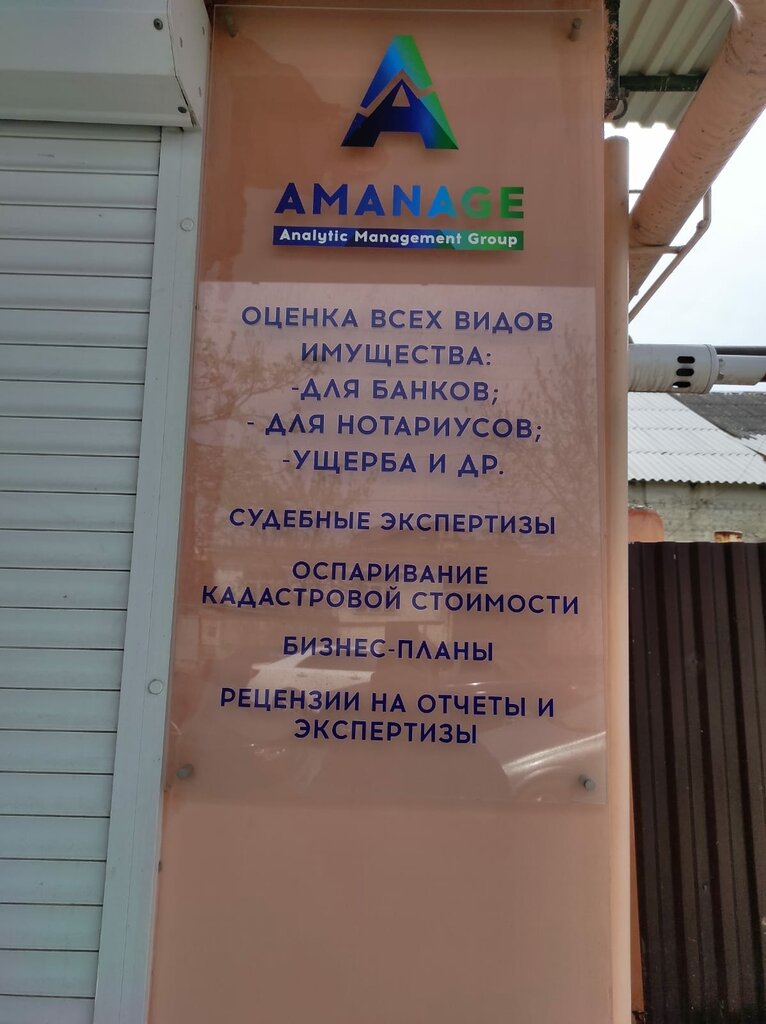 AMANAGE
Analytic Management Group
ОЦЕНКА ВСЕХ ВИДОВ
ИМУЩЕСТВА:
-ДЛЯ БАНКОВ;
- ДЛЯ НОТАРИУСОВ;
-УЩЕРБА И ДР.
СУДЕБНЫЕ ЭКСПЕРТИЗЫ
ОСПАРИВАНИЕ
КАДАСТРОВОЙ СТОИМОСТИ
БИЗНЕС-ПЛАНЫ
РЕЦЕНЗИИ НА ОТЧЕТЫ И
ЭКСПЕРТИЗЫ